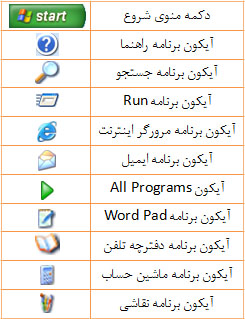 start دکمه منوی شروع
آیکون برنامه راهنما
آیکون برنامه جستجو
آیکون برنامه Run
آیکون برنامه مرورگر اینترنت
آیکون برنامه ایمیل
آیکون All Programs
آیکون برنامه Word Pad
آیکون برنامه دفترچه تلفن
آیکون برنامه ماشین حساب
آیکون برنامه نقاشی